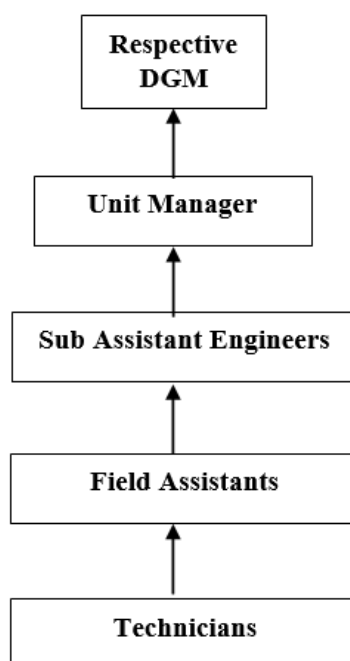 Respective
DGM
Unit Manager
Sub Assistant Engineers
Field Assistants
Technicians